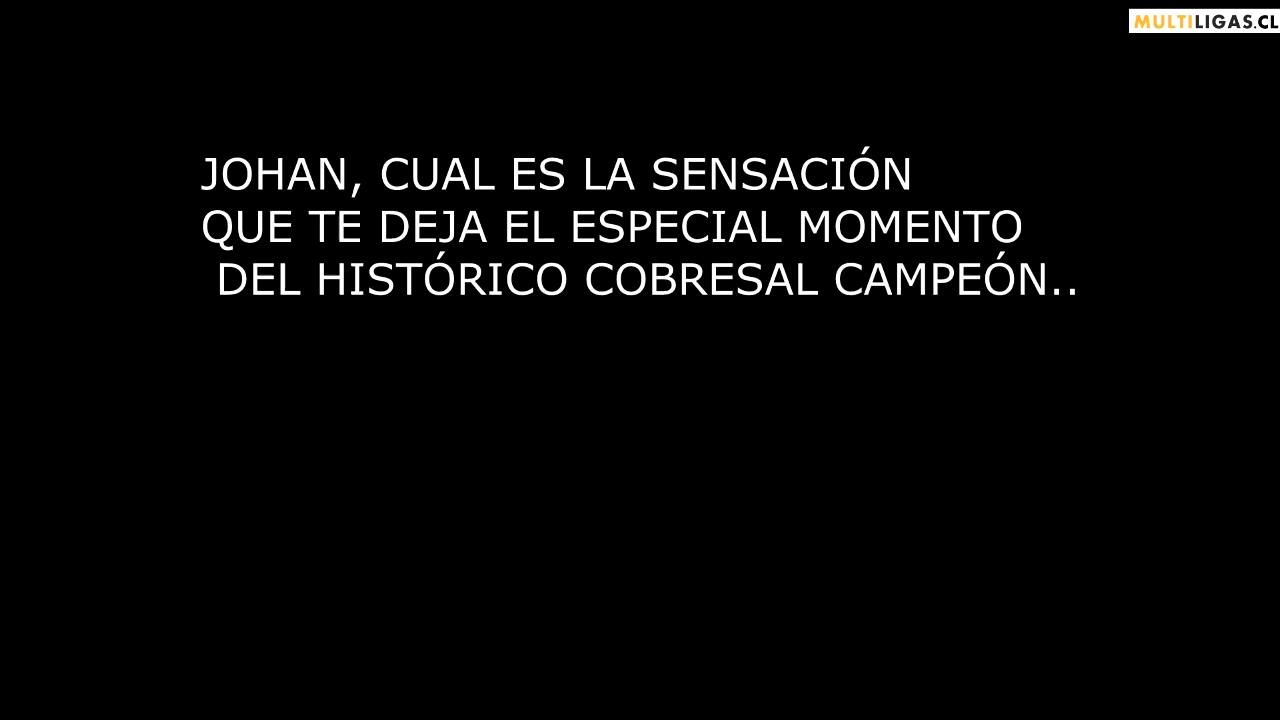 MULTILIGAS.CL
JOHAN, CUAL ES LA SENSACIÓN
QUE TE DEJA EL ESPECIAL MOMENTO
DEL HISTÓRICO COBRESAL CAMPEÓN..